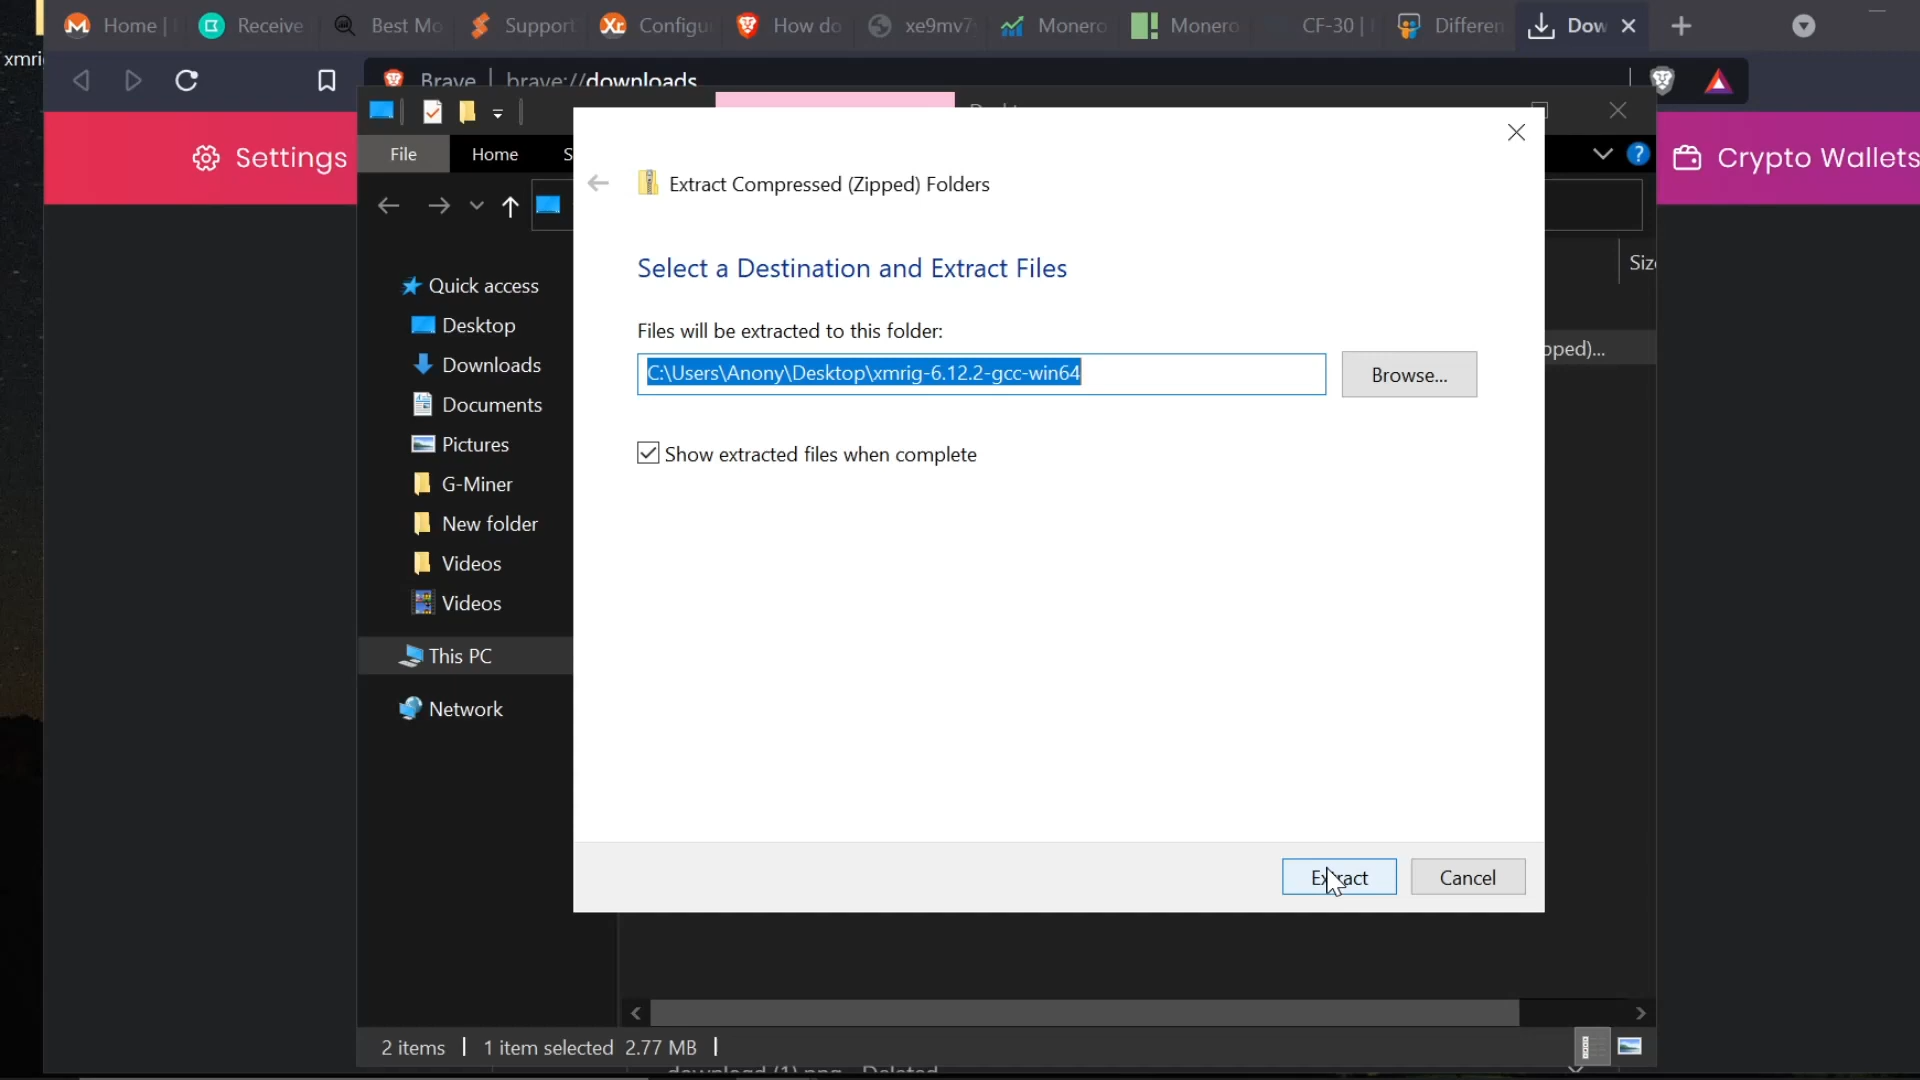 Home |
Receive
Best Mo
Support
Configu
How do
xe9mv7
Monero
Monero
CF-30 |
Differen
Dow
xmri
Brave | brave://downloads
Settings
Crypto Wallets
File
Home
S
Extract Compressed (Zipped) Folders
Select a Destination and Extract Files
Files will be extracted to this folder:
C:\Users\Anony\Desktop\xmrig-6.12.2-gcc-win64
Browse...
Show extracted files when complete
Extract
Cancel
Quick access
Desktop
Downloads
Documents
Pictures
G-Miner
New folder
Videos
Videos
This PC
Network
Siz
pped)...
2 items | 1 item selected 2.77 MB |